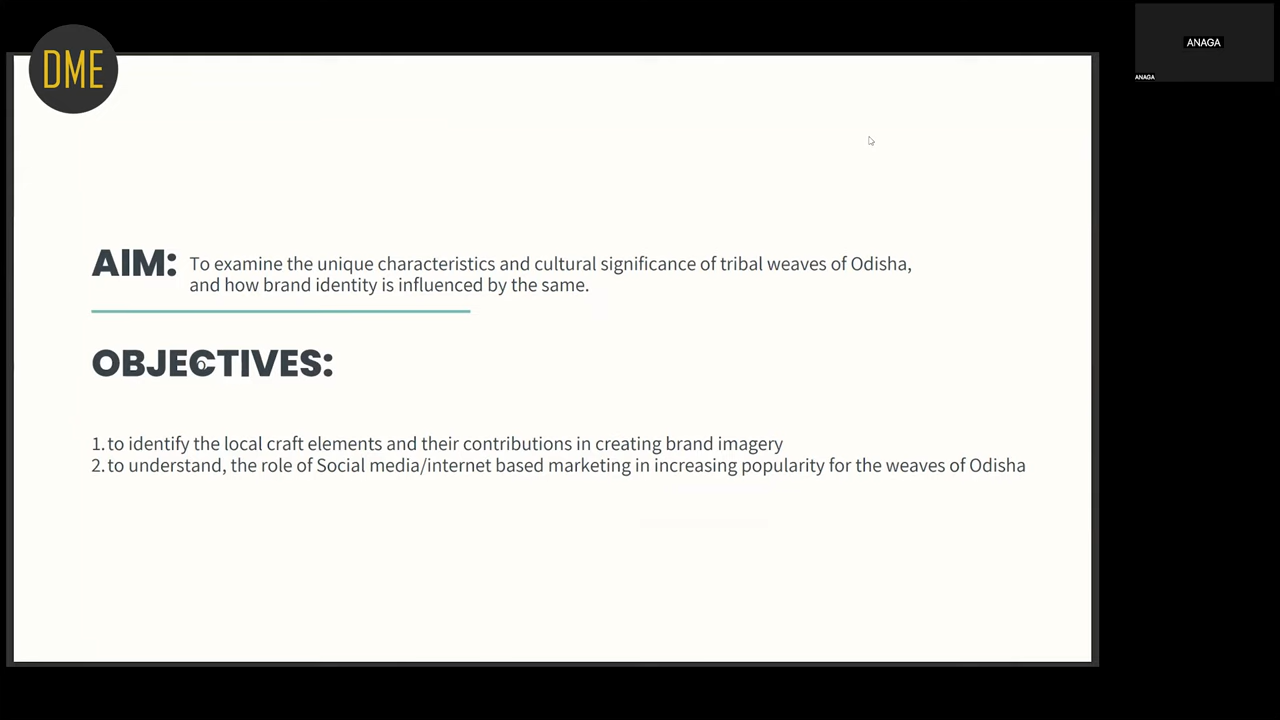 DME
ANAGA
ANAGA
AIM: To examine the unique characteristics and cultural significance of tribal weaves of Odisha,
and how brand identity is influenced by the same.
OBJECTIVES:
1. to identify the local craft elements and their contributions in creating brand imagery
2. to understand, the role of Social media/internet based marketing in increasing popularity for the weaves of Odisha